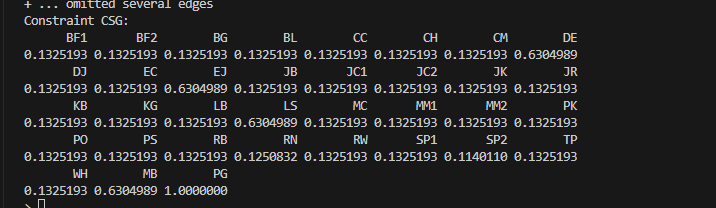 + ... omitted several edges
Constraint CSG:
BF1 BF2 BG BL CC CH CM DE
0.1325193 0.1325193 0.1325193 0.1325193 0.1325193 0.1325193 0.1325193 0.6304989
DJ EC EJ JB JC1 JC2 JK JR
0.1325193 0.1325193 0.6304989 0.1325193 0.1325193 0.1325193 0.1325193 0.1325193
KB KG LB LS MC MM1 MM2 PK
0.1325193 0.1325193 0.1325193 0.6304989 0.1325193 0.1325193 0.1325193 0.1325193
PO PS RB RN RW SP1 SP2 TP
0.1325193 0.1325193 0.1325193 0.1250832 0.1325193 0.1325193 0.1140110 0.1325193
WH MB PG
0.1325193 0.6304989 1.0000000
>